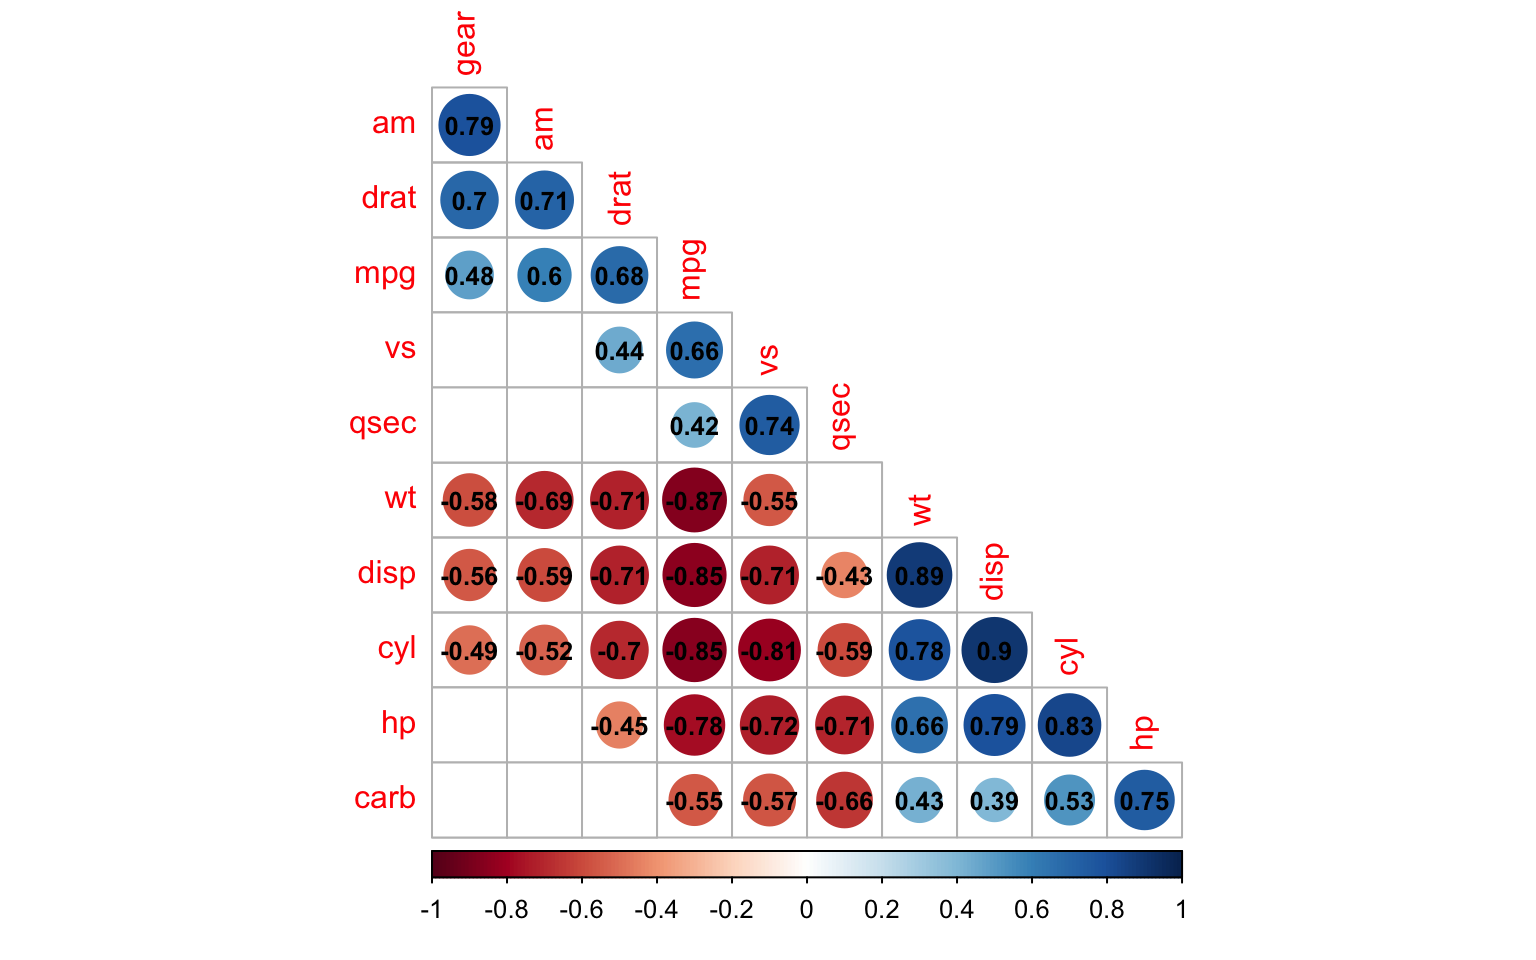 gear
am 0.79 am
drat 0.7 0.71 drat
mpg 0.48 0.6 0.68 mpg
vs 0.44 0.66 vs
qsec 0.42 0.74 qsec
wt -0.58 -0.69 -0.71 -0.87 -0.55 wt
disp -0.56 -0.59 -0.71 -0.85 -0.71 -0.43 0.89 disp
cyl -0.49 -0.52 -0.7 -0.85 -0.81 -0.59 0.78 0.9 cyl
hp -0.45 -0.78 -0.72 -0.71 0.66 0.79 0.83 hp
carb -0.55 -0.57 -0.66 0.43 0.39 0.53 0.75
-1 -0.8 -0.6 -0.4 -0.2 0 0.2 0.4 0.6 0.8 1